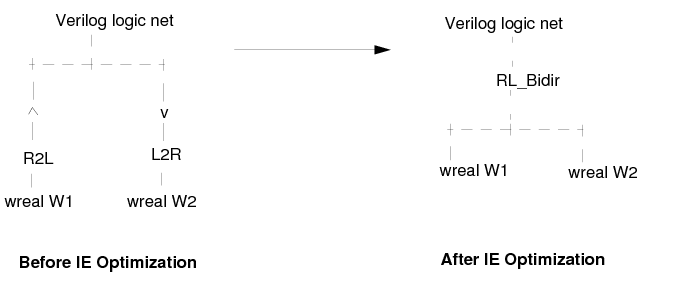 Verilog logic net
^
v
R2L
L2R
wreal W1
wreal W2
Before IE Optimization
Verilog logic net
RL_Bidir
wreal W1
wreal W2
After IE Optimization